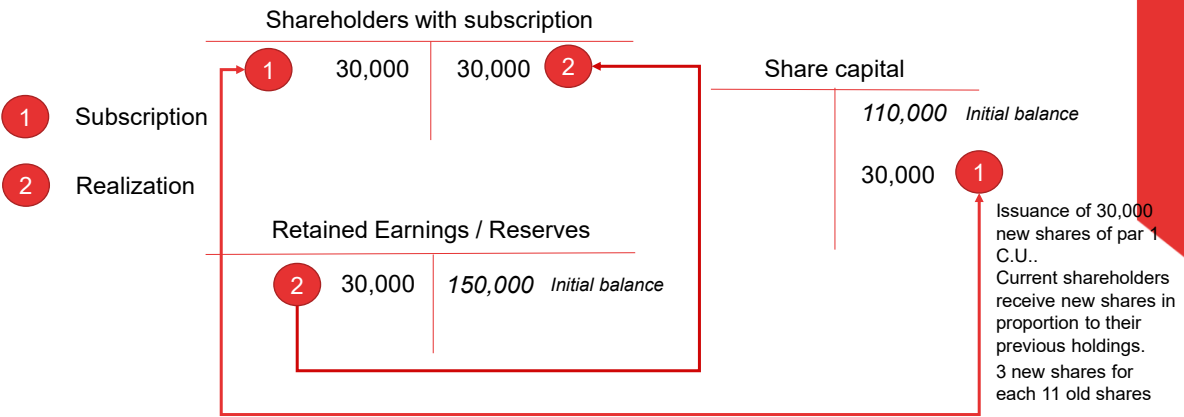 Shareholders with subscription
1 30,000 30,000 2
Share capital
1 Subscription
110,000 Initial balance
2 Realization
30,000 1
Issuance of 30,000
new shares of par 1
C.U..
Current shareholders
receive new shares in
proportion to their
previous holdings.
3 new shares for
each 11 old shares
Retained Earnings / Reserves
2 30,000 150,000 Initial balance